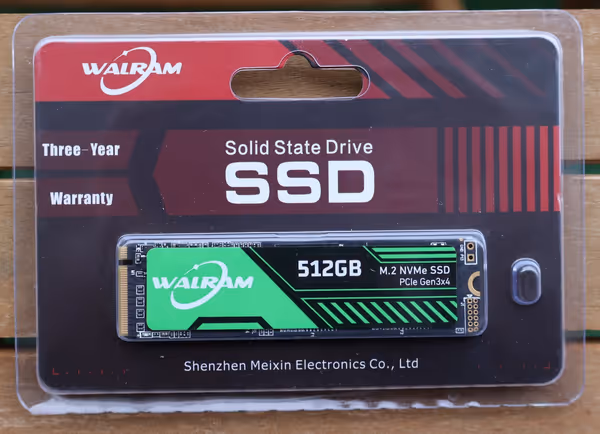 WALRAM
Three-Year
Warranty
Solid State Drive
SSD
WALRAM
512GB
M.2 NVMe SSD
PCIe Gen3x4
Shenzhen Meixin Electronics Co., Ltd